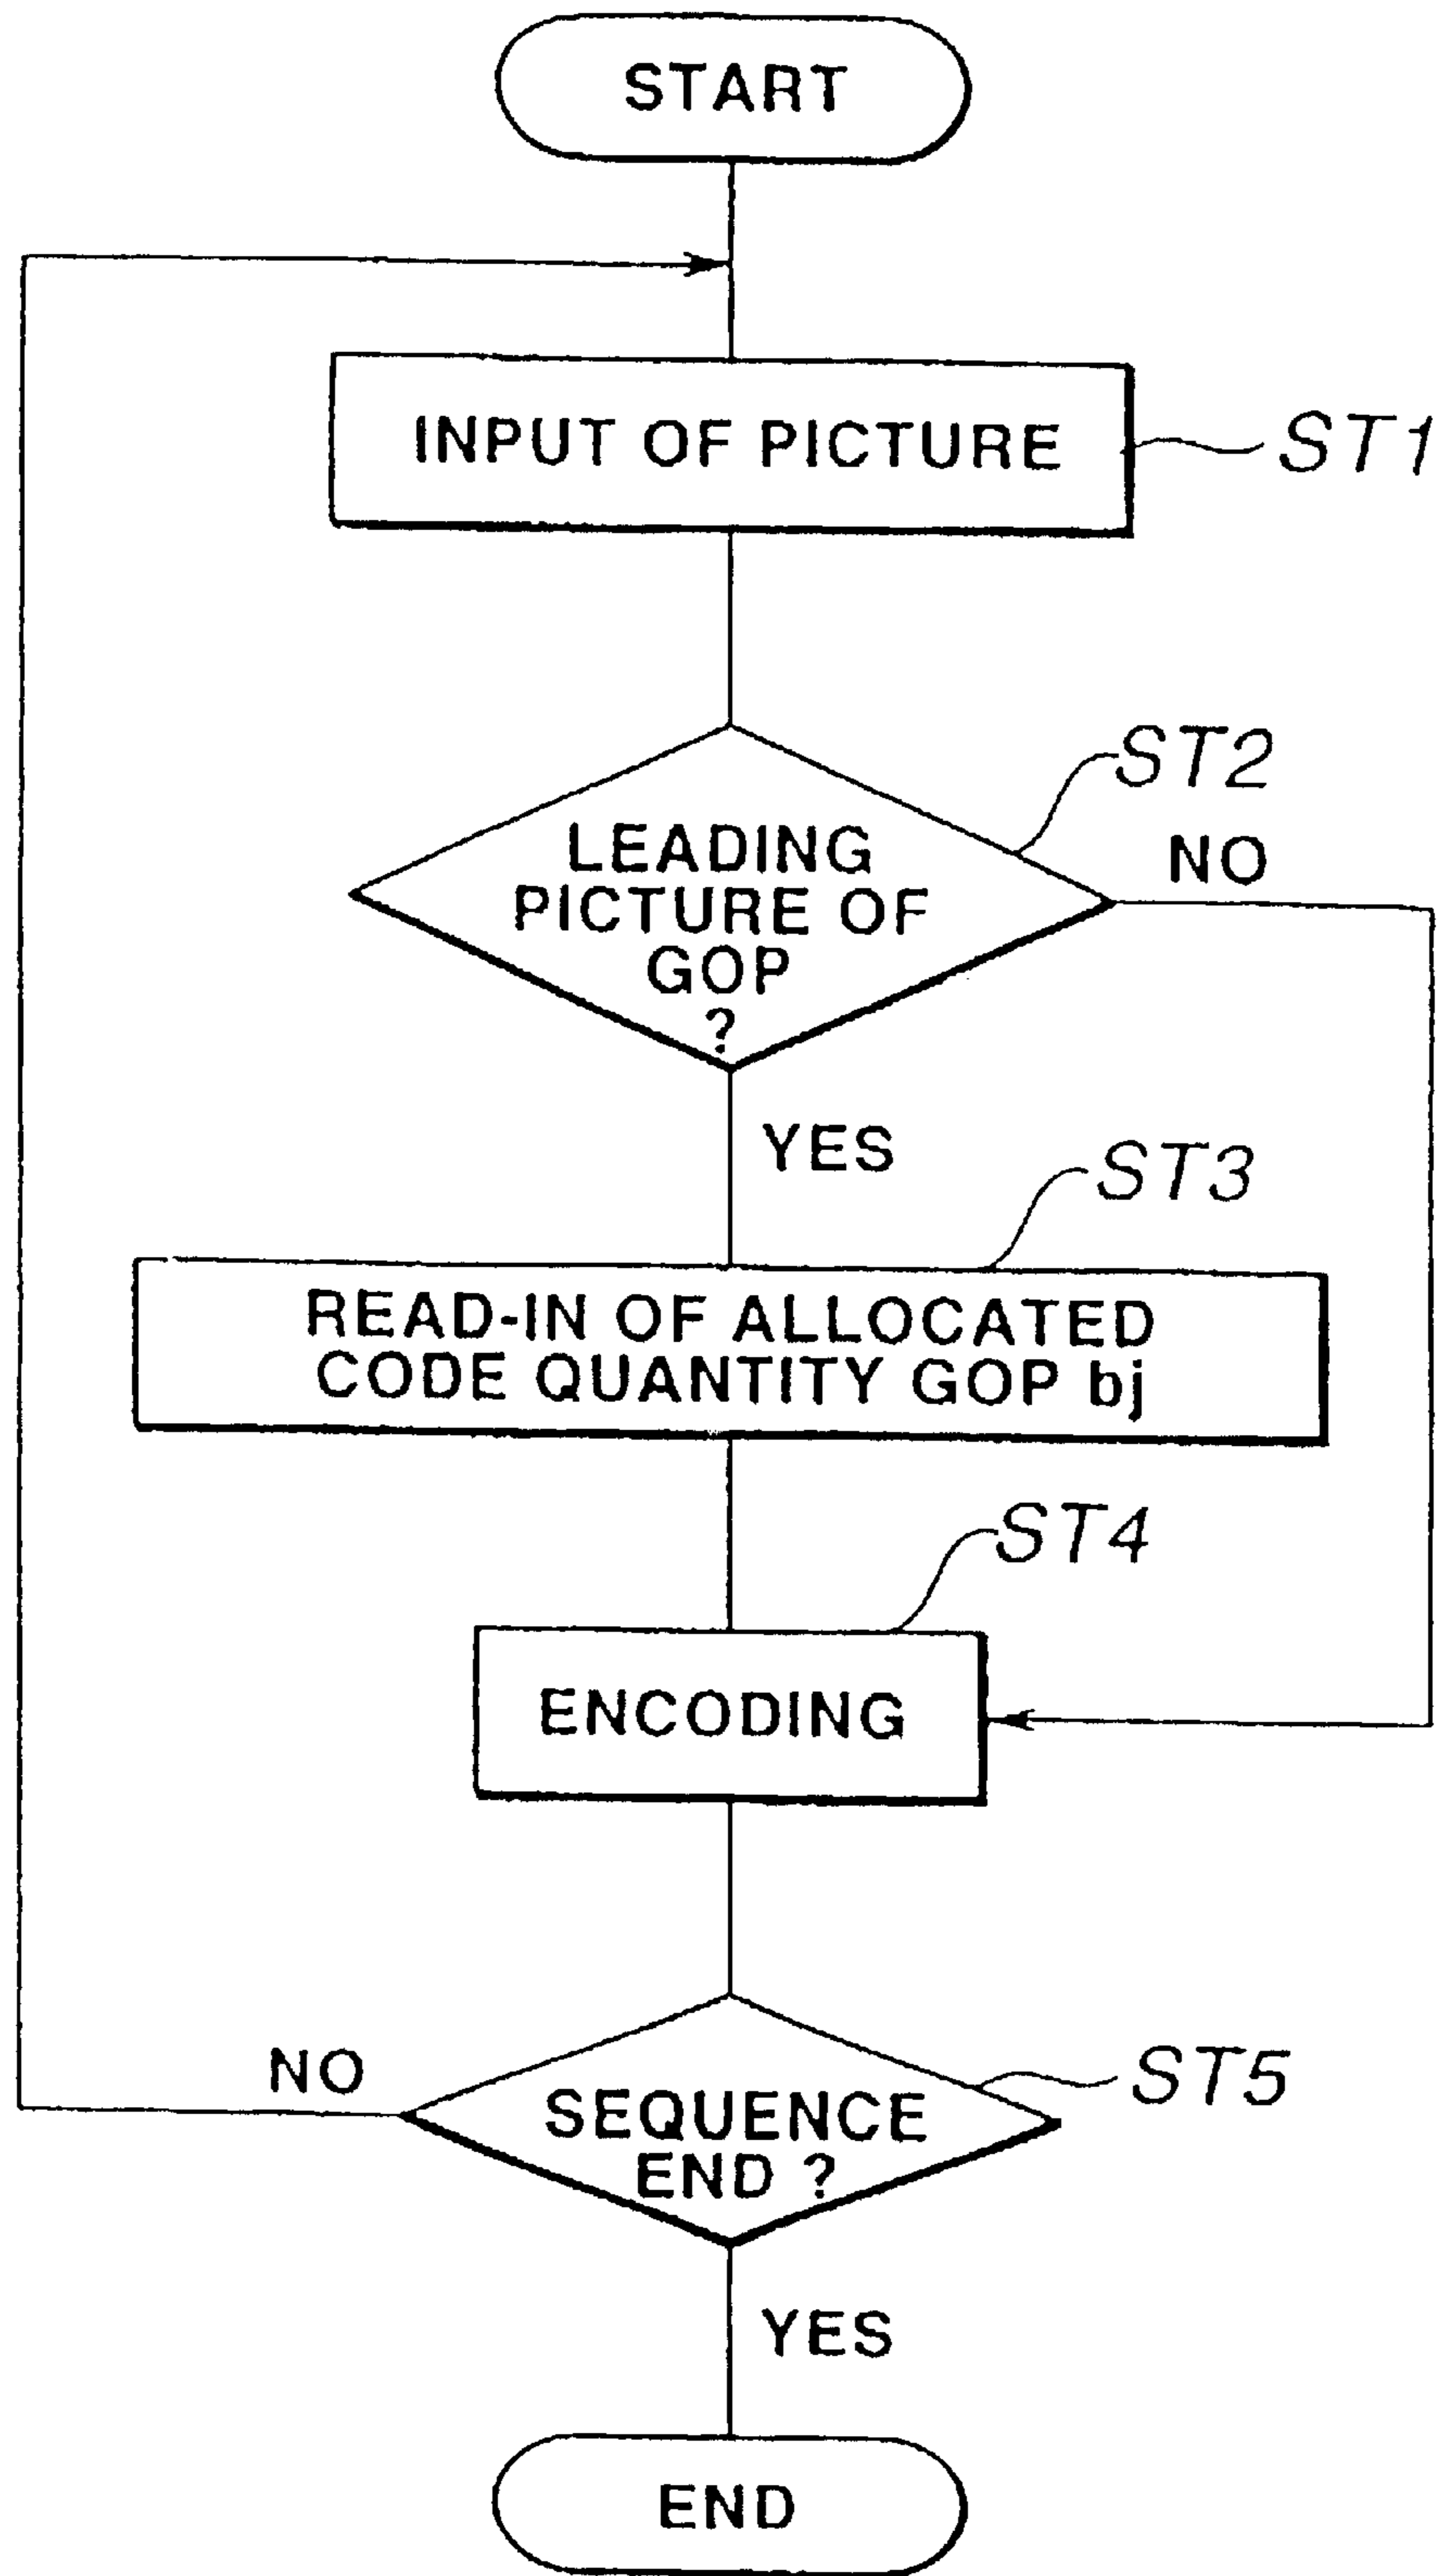 START
INPUT OF PICTURE
ST1
ST2
LEADING
PICTURE OF
GOP
?
NO
YES
ST3
READ-IN OF ALLOCATED
CODE QUANTITY GOP bj
ST4
ENCODING
NO
ST5
SEQUENCE
END ?
YES
END